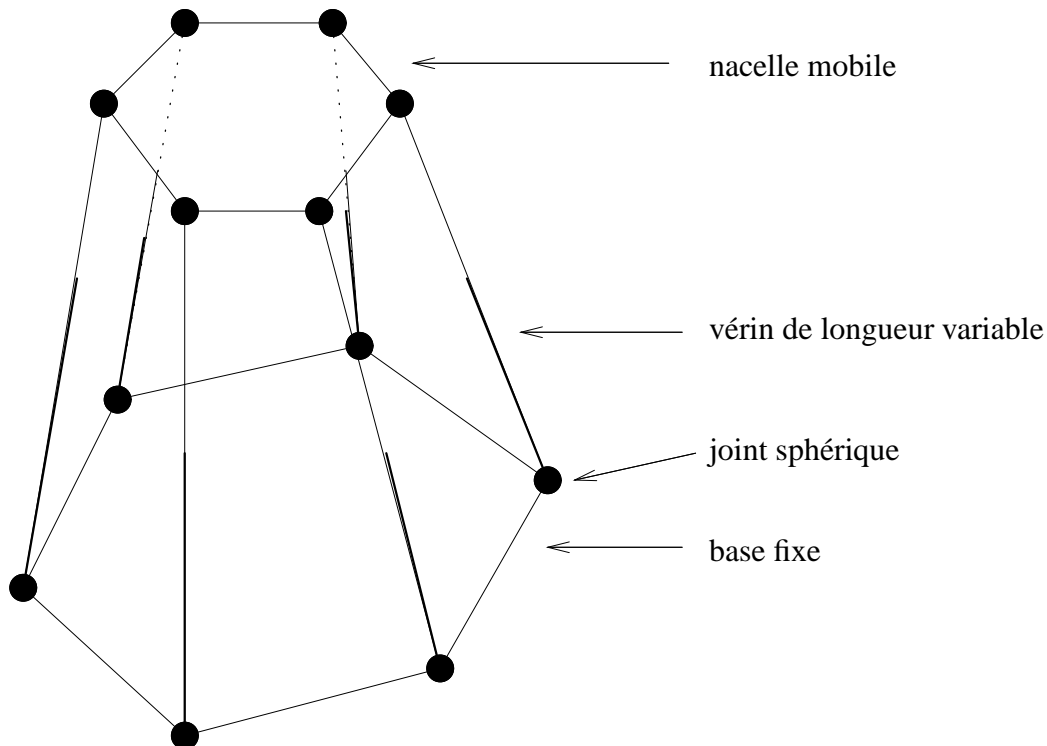 nacelle mobile
vérin de longueur variable
joint sphérique
base fixe